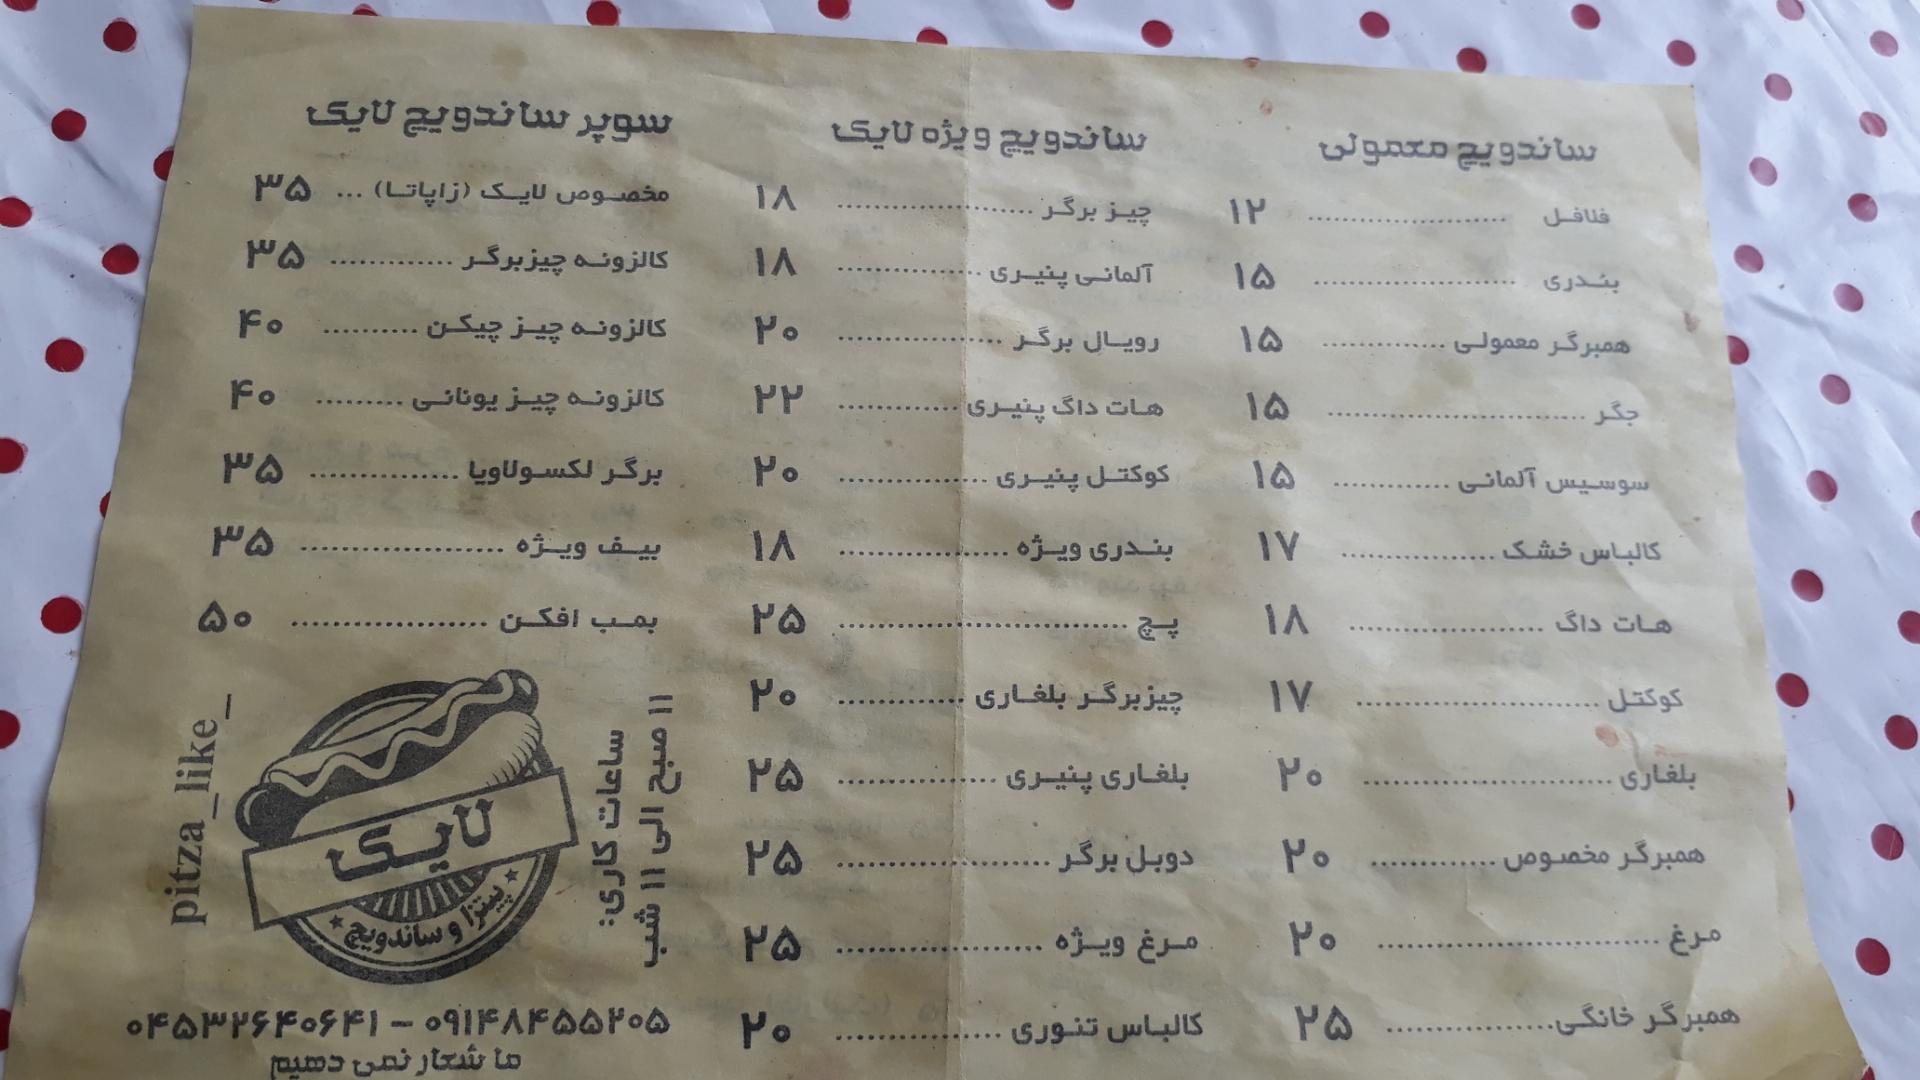 ساندویچ معمولی
فلافل ........................ ۱۲
بندری ........................ ۱۵
همبرگر معمولی ............... ۱۵
جگر ............................... ۱۵
سوسیس آلمانی .............. ۱۵
کالباس خشک ................... ۱۷
هات داگ ........................ ۱۸
کوکتل .............................. ۱۷
بلغاری .............................. ۲۰
همبرگر مخصوص ............... ۲۰
مرغ .................................. ۲۰
همبرگر خانگی .................... ۲۵
ساندویچ ویژه لایک
چیز برگر ........................ ۱۸
آلمانی پنیری .................. ۱۸
رویال برگر .................... ۲۰
هات داگ پنیری .............. ۲۲
کوکتل پنیری .................. ۲۰
بندری ویژه .................... ۱۸
پچ .................................. ۲۵
چیزبرگر بلغاری .............. ۲۰
بلغاری پنیری .................. ۲۵
دوبل برگر ........................ ۲۵
مرغ ویژه ........................ ۲۵
کالباس تنوری .................. ۲۰
سوپر ساندویچ لایک
مخصوص لایک (زاپاتا) ... ۳۵
کالزونه چیزبرگر .............. ۳۵
کالزونه چیز چیکن .......... ۴۰
کالزونه چیز یونانی ......... ۴۰
برگر لکسولاویا ................ ۳۵
بیف ویژه ........................ ۳۵
بمب افکن ...................... ۵۰
ساعات کاری:
۱۱ صبح الی ۱۱ شب
لایک
پیتزا و ساندویچ
pitza_like_
۰۴۵۳۲۶۴۰۶۴۱ – ۰۹۱۴۸۴۵۵۲۰۵
ما شعار نمی دهیم